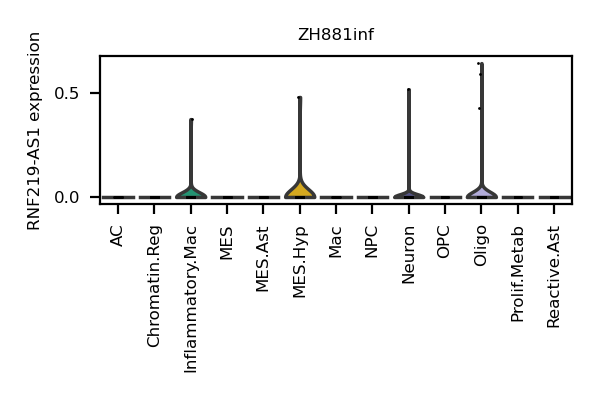 ZH881inf
RNF219-AS1 expression
0.5
0.0
AC
Chromatin.Reg
Inflammatory.Mac
MES
MES.Ast
MES.Hyp
Mac
NPC
Neuron
OPC
Oligo
Prolif.Metab
Reactive.Ast